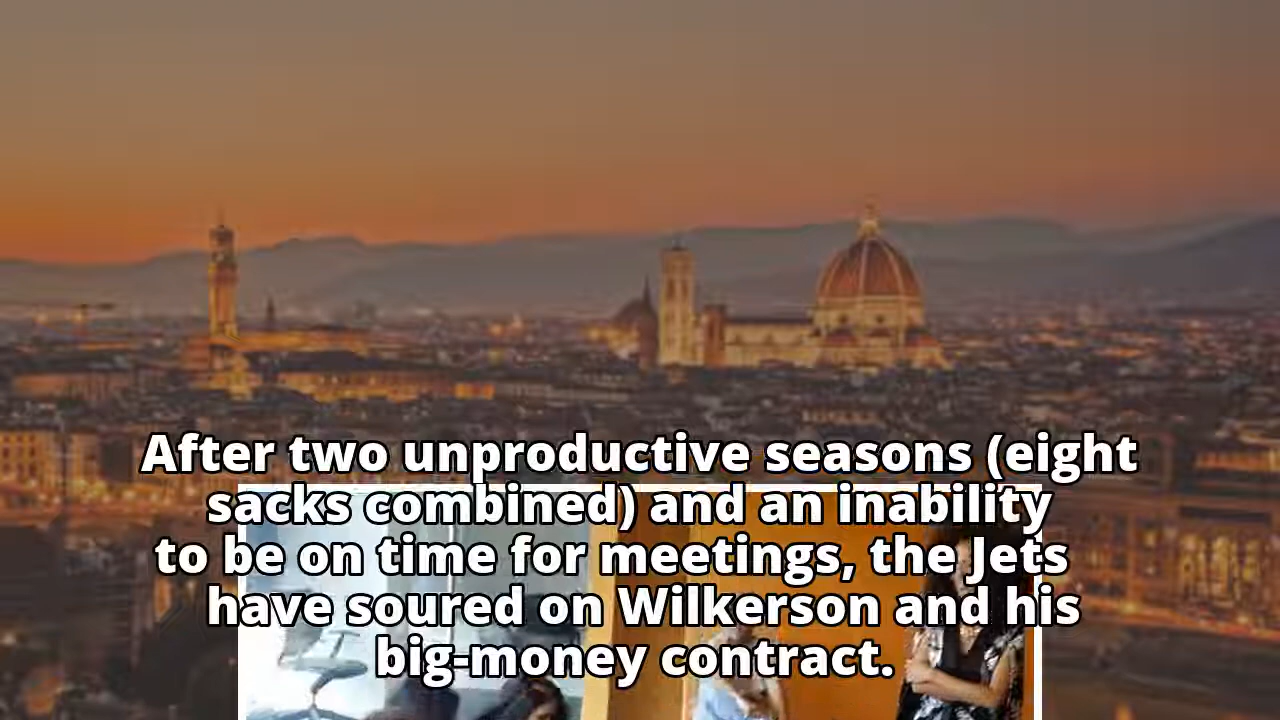 After two unproductive seasons (eight
sacks combined) and an inability
to be on time for meetings, the Jets
have soured on Wilkerson and his
big-money contract.